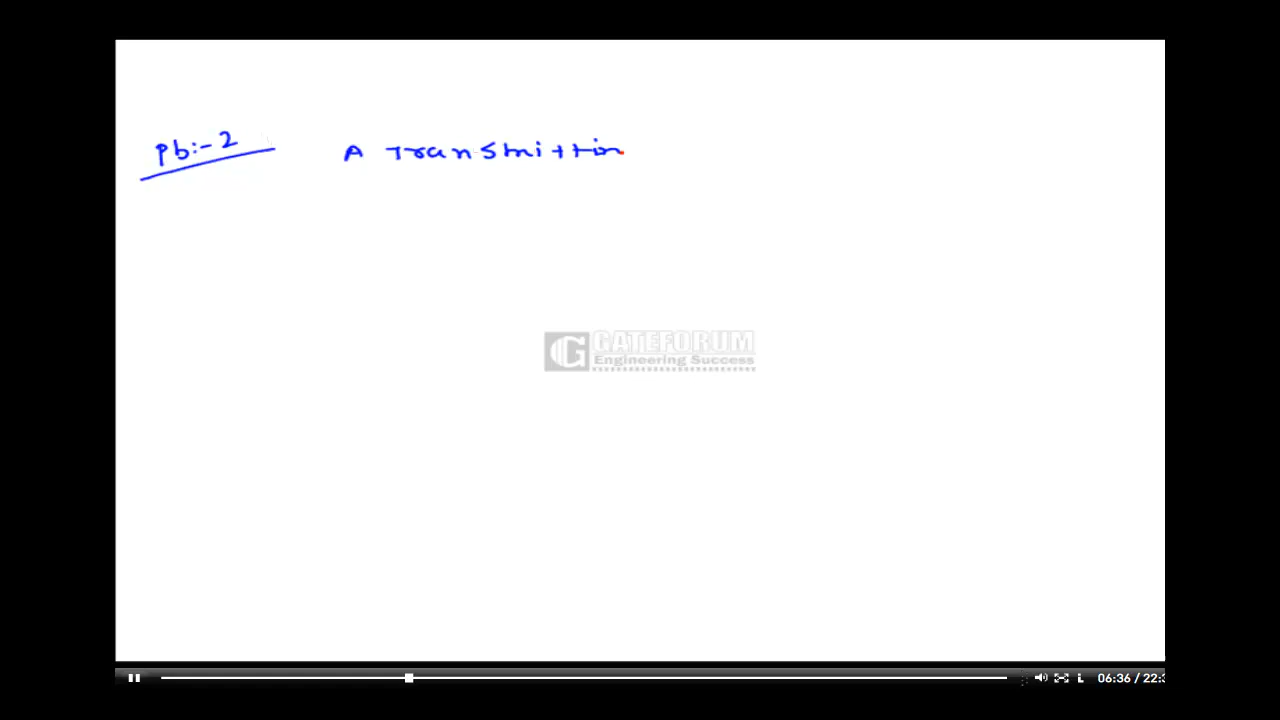 Pb:- 2 A Transmittin
GATEFORUM
Engineering Success
06:36 / 22:3